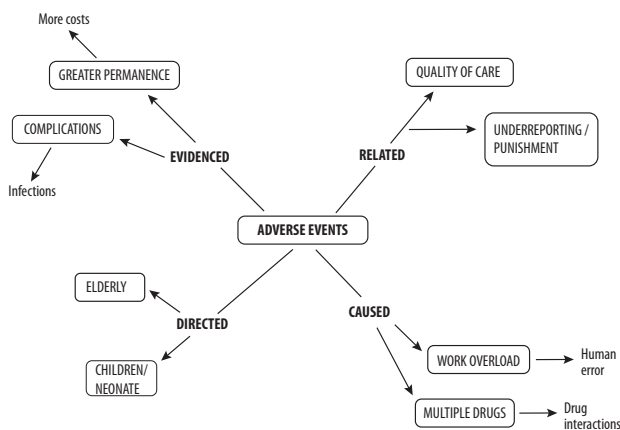 More costs
GREATER PERMANENCE
QUALITY OF CARE
COMPLICATIONS
UNDERREPORTING /
PUNISHMENT
EVIDENCED
RELATED
Infections
ADVERSE EVENTS
ELDERLY
CAUSED
DIRECTED
CHILDREN/
NEONATE
WORK OVERLOAD
Human
error
MULTIPLE DRUGS
Drug
interactions